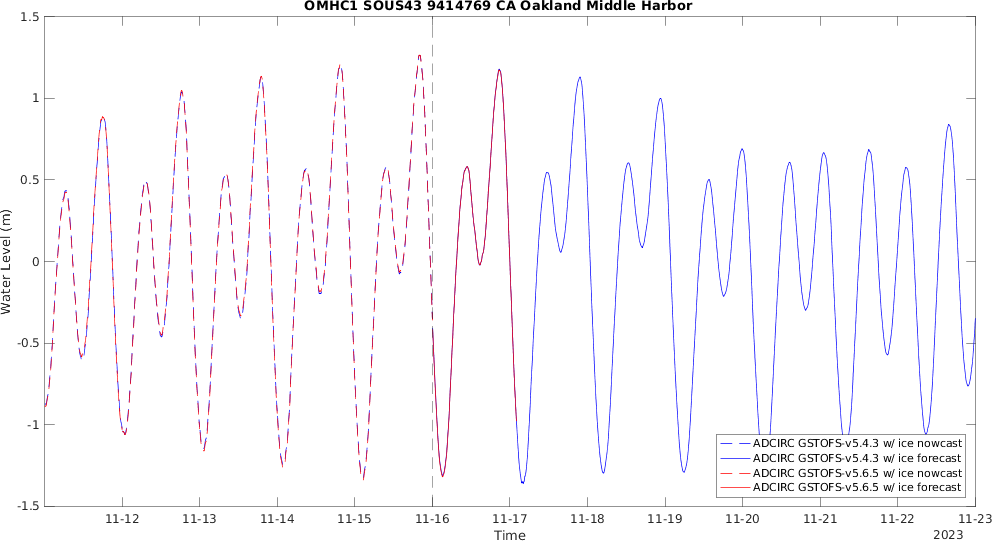 OMHC1 SOUS43 9414769 CA Oakland Middle Harbor
1.5
1
0.5
0
-0.5
-1
-1.5
Water Level (m)
11-12 11-13 11-14 11-15 11-16 11-17 11-18 11-19 11-20 11-21 11-22 11-23
Time
2023
ADCIRC GSTOFS-v5.4.3 w/ ice nowcast
ADCIRC GSTOFS-v5.4.3 w/ ice forecast
ADCIRC GSTOFS-v5.6.5 w/ ice nowcast
ADCIRC GSTOFS-v5.6.5 w/ ice forecast